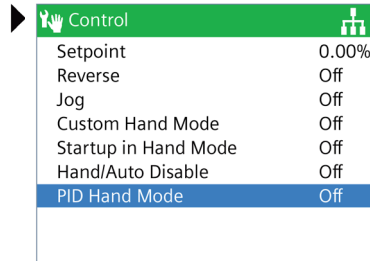 Control
Setpoint 0.00%
Reverse Off
Jog Off
Custom Hand Mode Off
Startup in Hand Mode Off
Hand/Auto Disable Off
PID Hand Mode Off